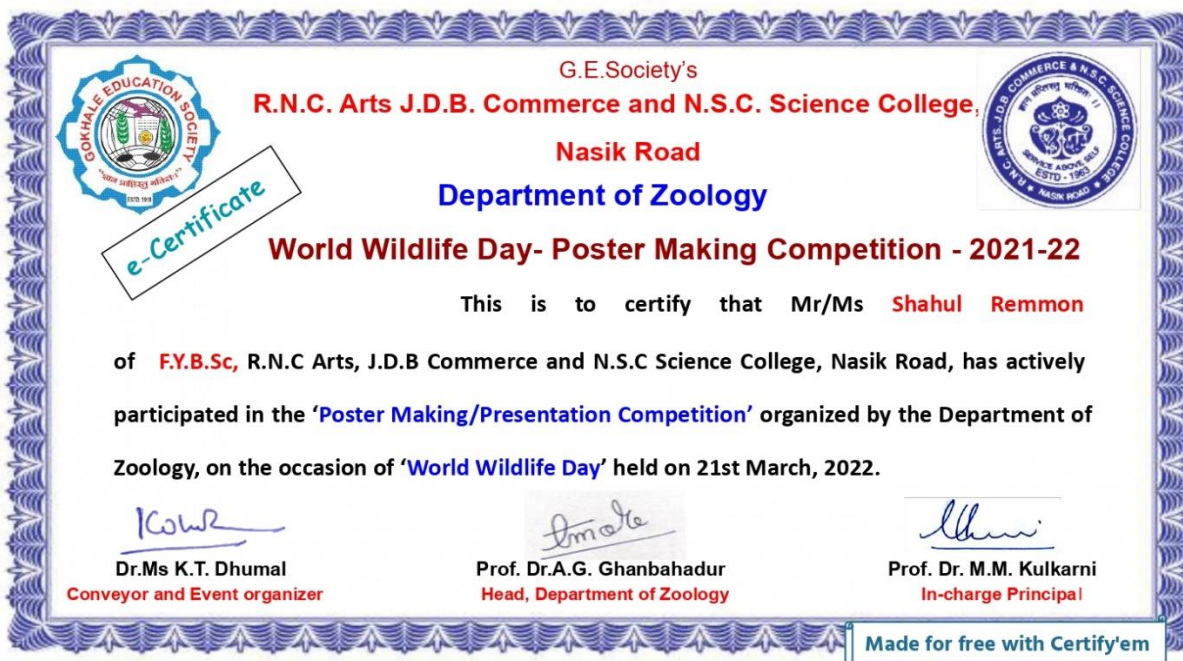 G.E.Society's
R.N.C. Arts J.D.B. Commerce and N.S.C. Science College,
Nasik Road
Department of Zoology
World Wildlife Day- Poster Making Competition - 2021-22
GOKHALE EDUCATION SOCIETY
R.N.C. ARTS. J.D.B COMMERCE & N.S.C. SCIENCE COLLEGE
SERVICE ABOVE SELF
ESTD - 1963
NASIK ROAD
e-Certificate
This is to certify that Mr/Ms Shahul Remmon
of F.Y.B.Sc, R.N.C Arts, J.D.B Commerce and N.S.C Science College, Nasik Road, has actively
participated in the ‘Poster Making/Presentation Competition’ organized by the Department of
Zoology, on the occasion of ‘World Wildlife Day’ held on 21st March, 2022.
Dr.Ms K.T. Dhumal
Conveyor and Event organizer
Prof. Dr.A.G. Ghanbahadur
Head, Department of Zoology
Prof. Dr. M.M. Kulkarni
In-charge Principal
Made for free with Certify'em